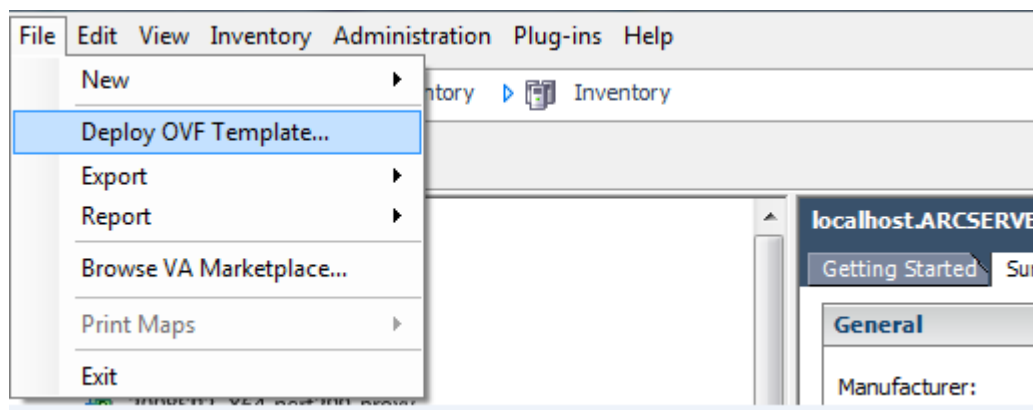 File Edit View Inventory Administration Plug-ins Help
New
ntory Inventory
Deploy OVF Template...
Export
Report
localhost.ARCSERVE
Browse VA Marketplace...
Getting Started Su
Print Maps
General
Exit
Manufacturer: